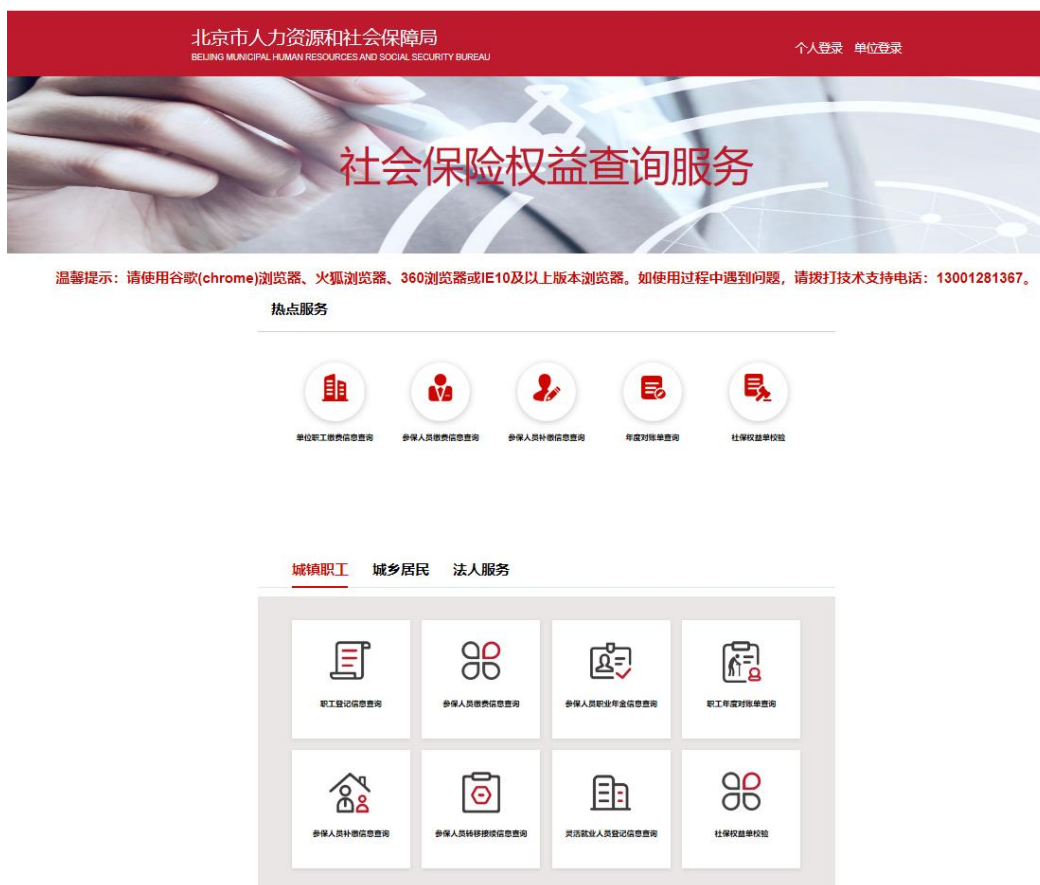 北京市人力资源和社会保障局
BEIJING MUNICIPAL HUMAN RESOURCES AND SOCIAL SECURITY BUREAU
个人登录 单位登录
社会保险权益查询服务
温馨提示：请使用谷歌(chrome)浏览器、火狐浏览器、360浏览器或IE10及以上版本浏览器。如使用过程中遇到问题，请拨打技术支持电话：13001281367。
热点服务
单位职工缴费信息查询 参保人员缴费信息查询 参保人员补缴信息查询 年度对账单查询 社保权益单校验
城镇职工 城乡居民 法人服务
职工登记信息查询 参保人员缴费信息查询 参保人员职业年金信息查询 职工年度对账单查询
参保人员补缴信息查询 参保人员转移接续信息查询 灵活就业人员登记信息查询 社保权益单校验